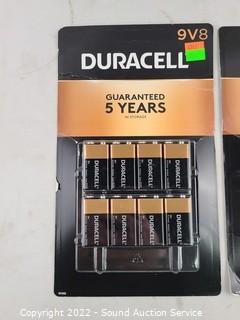 9V8
DURACELL
GUARANTEED
5 YEARS
IN STORAGE
DURACELL
DURACELL
DURACELL
DURACELL
DURACELL
DURACELL
DURACELL
DURACELL
Copyright 2022 - Sound Auction Service